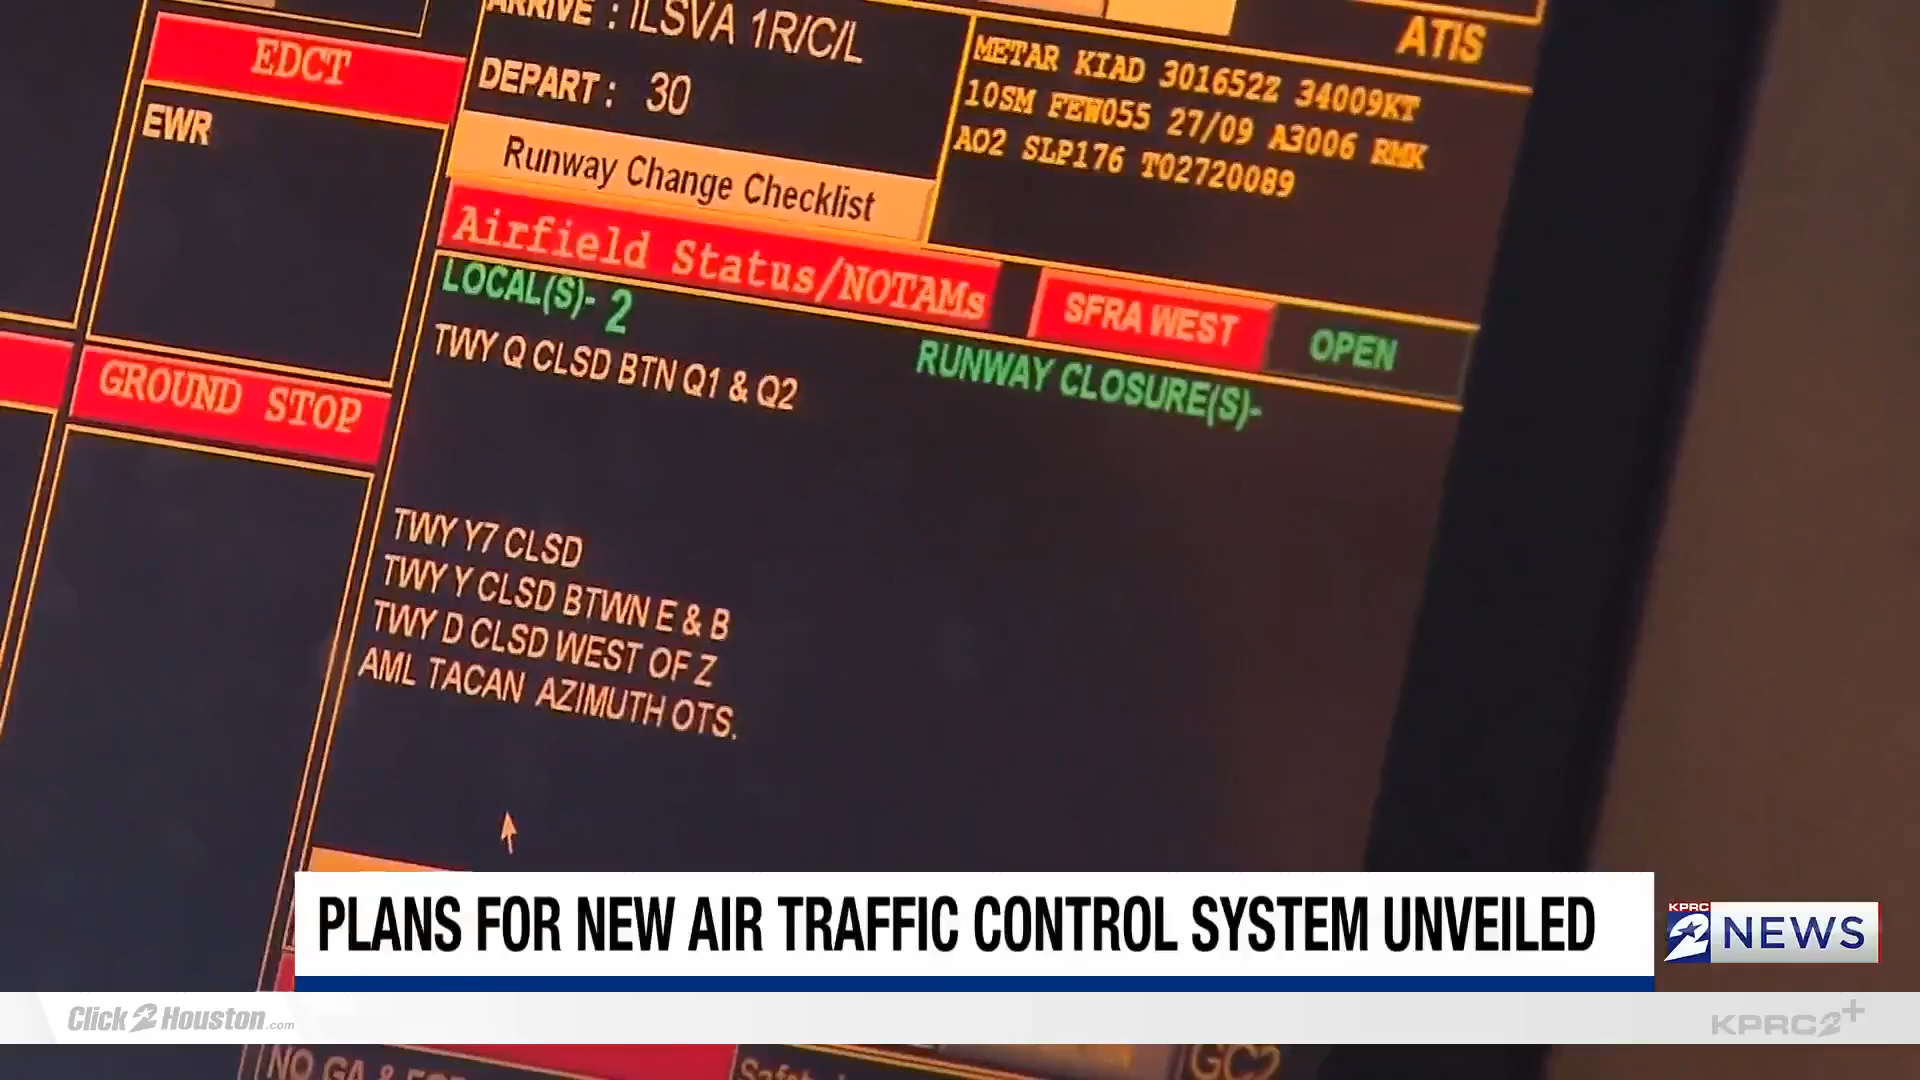 ARRIVE : ILSVA 1R/C/L
DEPART : 30
ATIS
METAR KIAD 301652Z 34009KT
10SM FEW055 27/09 A3006 RMK
AO2 SLP176 T02720089
EDCT
EWR
Runway Change Checklist
Airfield Status/NOTAMs
SFRA WEST
OPEN
LOCAL(S)- 2
TWY Q CLSD BTN Q1 & Q2
RUNWAY CLOSURE(S)-
GROUND STOP
TWY Y7 CLSD
TWY Y CLSD BTWN E & B
TWY D CLSD WEST OF Z
AML TACAN AZIMUTH OTS.
PLANS FOR NEW AIR TRAFFIC CONTROL SYSTEM UNVEILED
KPRC
2 NEWS
Click2Houston.com
KPRC2+
NO GA &